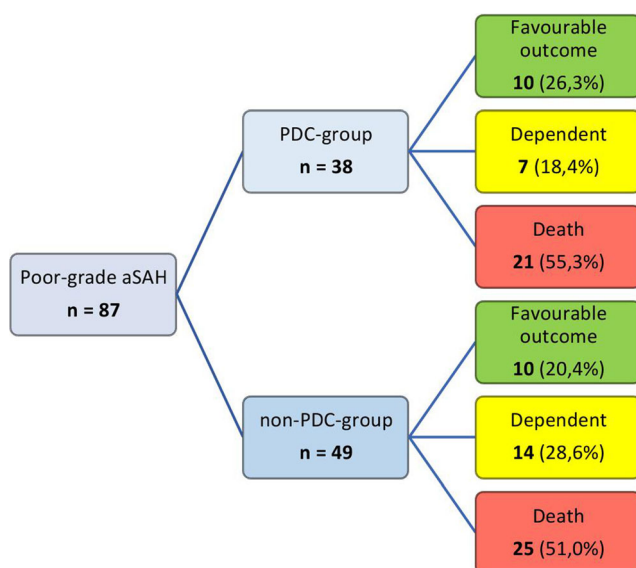 Poor-grade aSAH
n = 87
PDC-group
n = 38
Favourable
outcome
10 (26,3%)
Dependent
7 (18,4%)
Death
21 (55,3%)
non-PDC-group
n = 49
Favourable
outcome
10 (20,4%)
Dependent
14 (28,6%)
Death
25 (51,0%)